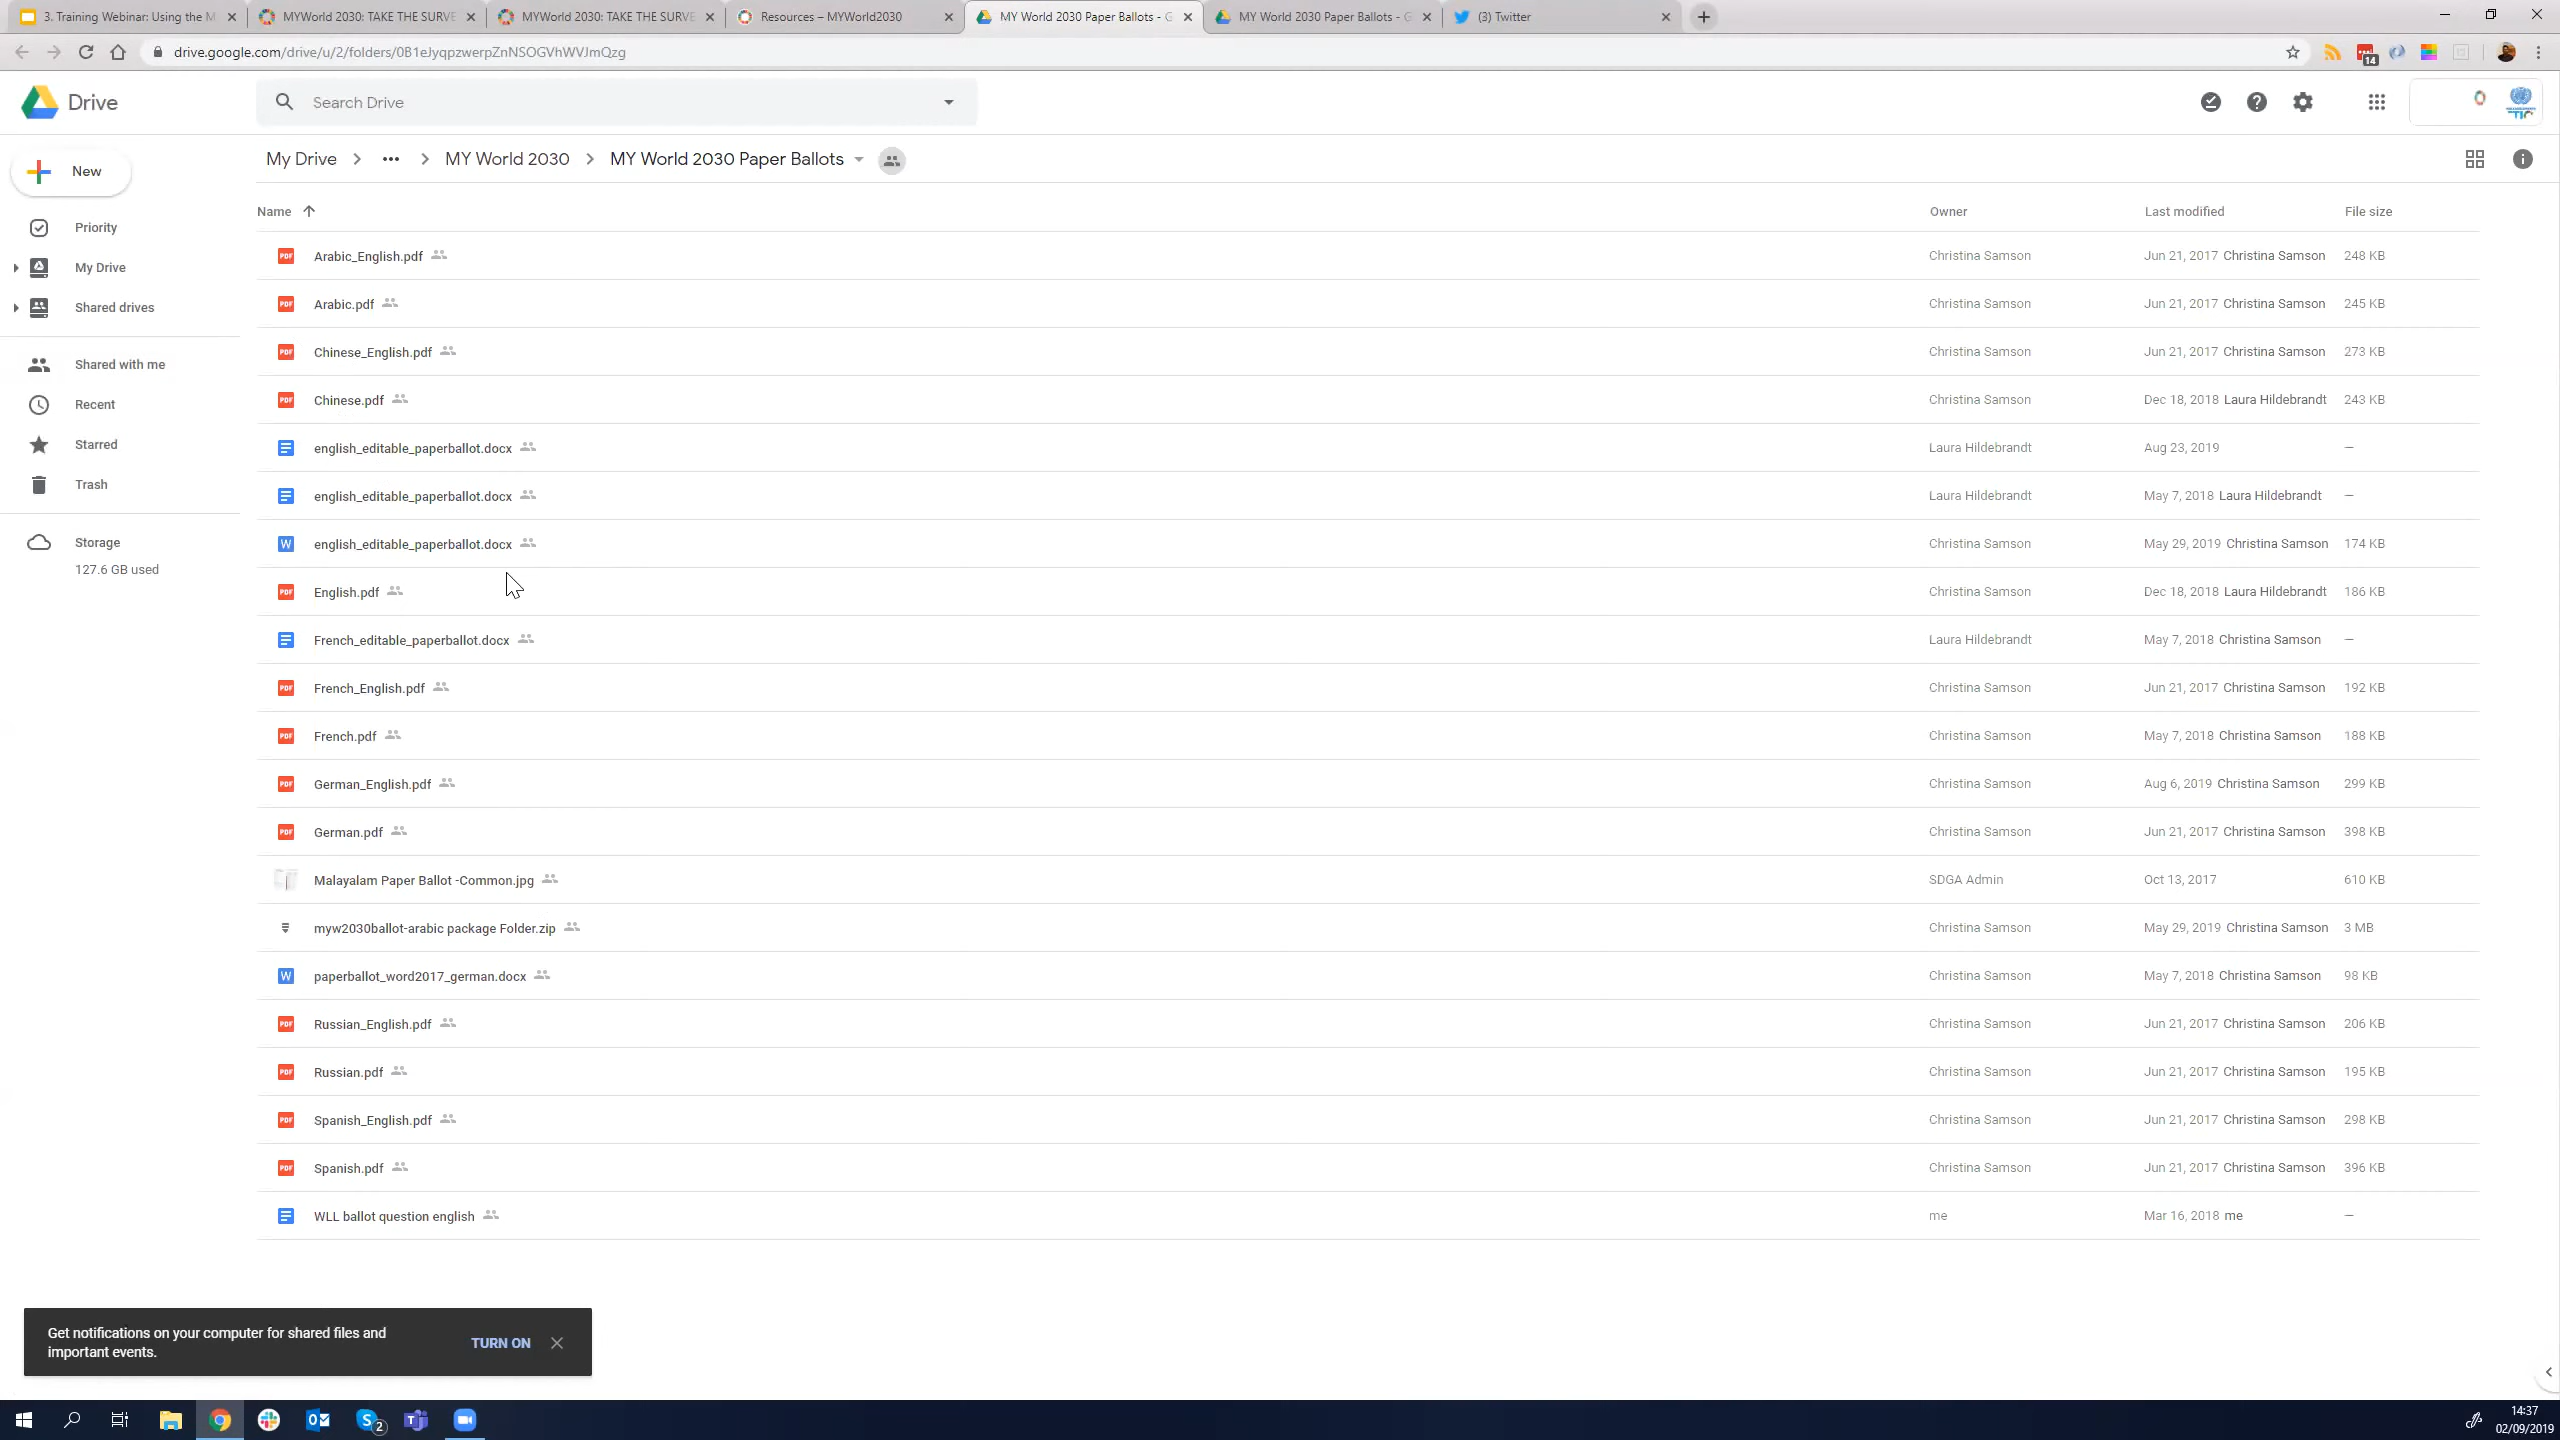 3. Training Webinar: Using the M
MYWorld 2030: TAKE THE SURVE
MYWorld 2030: TAKE THE SURVE
Resources – MYWorld2030
MY World 2030 Paper Ballots - G
MY World 2030 Paper Ballots - G
(3) Twitter
drive.google.com/drive/u/2/folders/0B1eJyqpzwerpZnNSOGVhWVJmQzg
14
Drive
Search Drive
New
My Drive
MY World 2030
MY World 2030 Paper Ballots
Priority
My Drive
Shared drives
Shared with me
Recent
Starred
Trash
Storage
127.6 GB used
Name Owner Last modified File size
Arabic_English.pdf Christina Samson Jun 21, 2017 Christina Samson 248 KB
Arabic.pdf Christina Samson Jun 21, 2017 Christina Samson 245 KB
Chinese_English.pdf Christina Samson Jun 21, 2017 Christina Samson 273 KB
Chinese.pdf Christina Samson Dec 18, 2018 Laura Hildebrandt 243 KB
english_editable_paperballot.docx Laura Hildebrandt Aug 23, 2019 —
english_editable_paperballot.docx Laura Hildebrandt May 7, 2018 Laura Hildebrandt —
english_editable_paperballot.docx Christina Samson May 29, 2019 Christina Samson 174 KB
English.pdf Christina Samson Dec 18, 2018 Laura Hildebrandt 186 KB
French_editable_paperballot.docx Laura Hildebrandt May 7, 2018 Christina Samson —
French_English.pdf Christina Samson Jun 21, 2017 Christina Samson 192 KB
French.pdf Christina Samson May 7, 2018 Christina Samson 188 KB
German_English.pdf Christina Samson Aug 6, 2019 Christina Samson 299 KB
German.pdf Christina Samson Jun 21, 2017 Christina Samson 398 KB
Malayalam Paper Ballot -Common.jpg SDGA Admin Oct 13, 2017 610 KB
myw2030ballot-arabic package Folder.zip Christina Samson May 29, 2019 Christina Samson 3 MB
paperballot_word2017_german.docx Christina Samson May 7, 2018 Christina Samson 98 KB
Russian_English.pdf Christina Samson Jun 21, 2017 Christina Samson 206 KB
Russian.pdf Christina Samson Jun 21, 2017 Christina Samson 195 KB
Spanish_English.pdf Christina Samson Jun 21, 2017 Christina Samson 298 KB
Spanish.pdf Christina Samson Jun 21, 2017 Christina Samson 396 KB
WLL ballot question english me Mar 16, 2018 me —
Get notifications on your computer for shared files and
important events.
TURN ON
2
14:37
02/09/2019